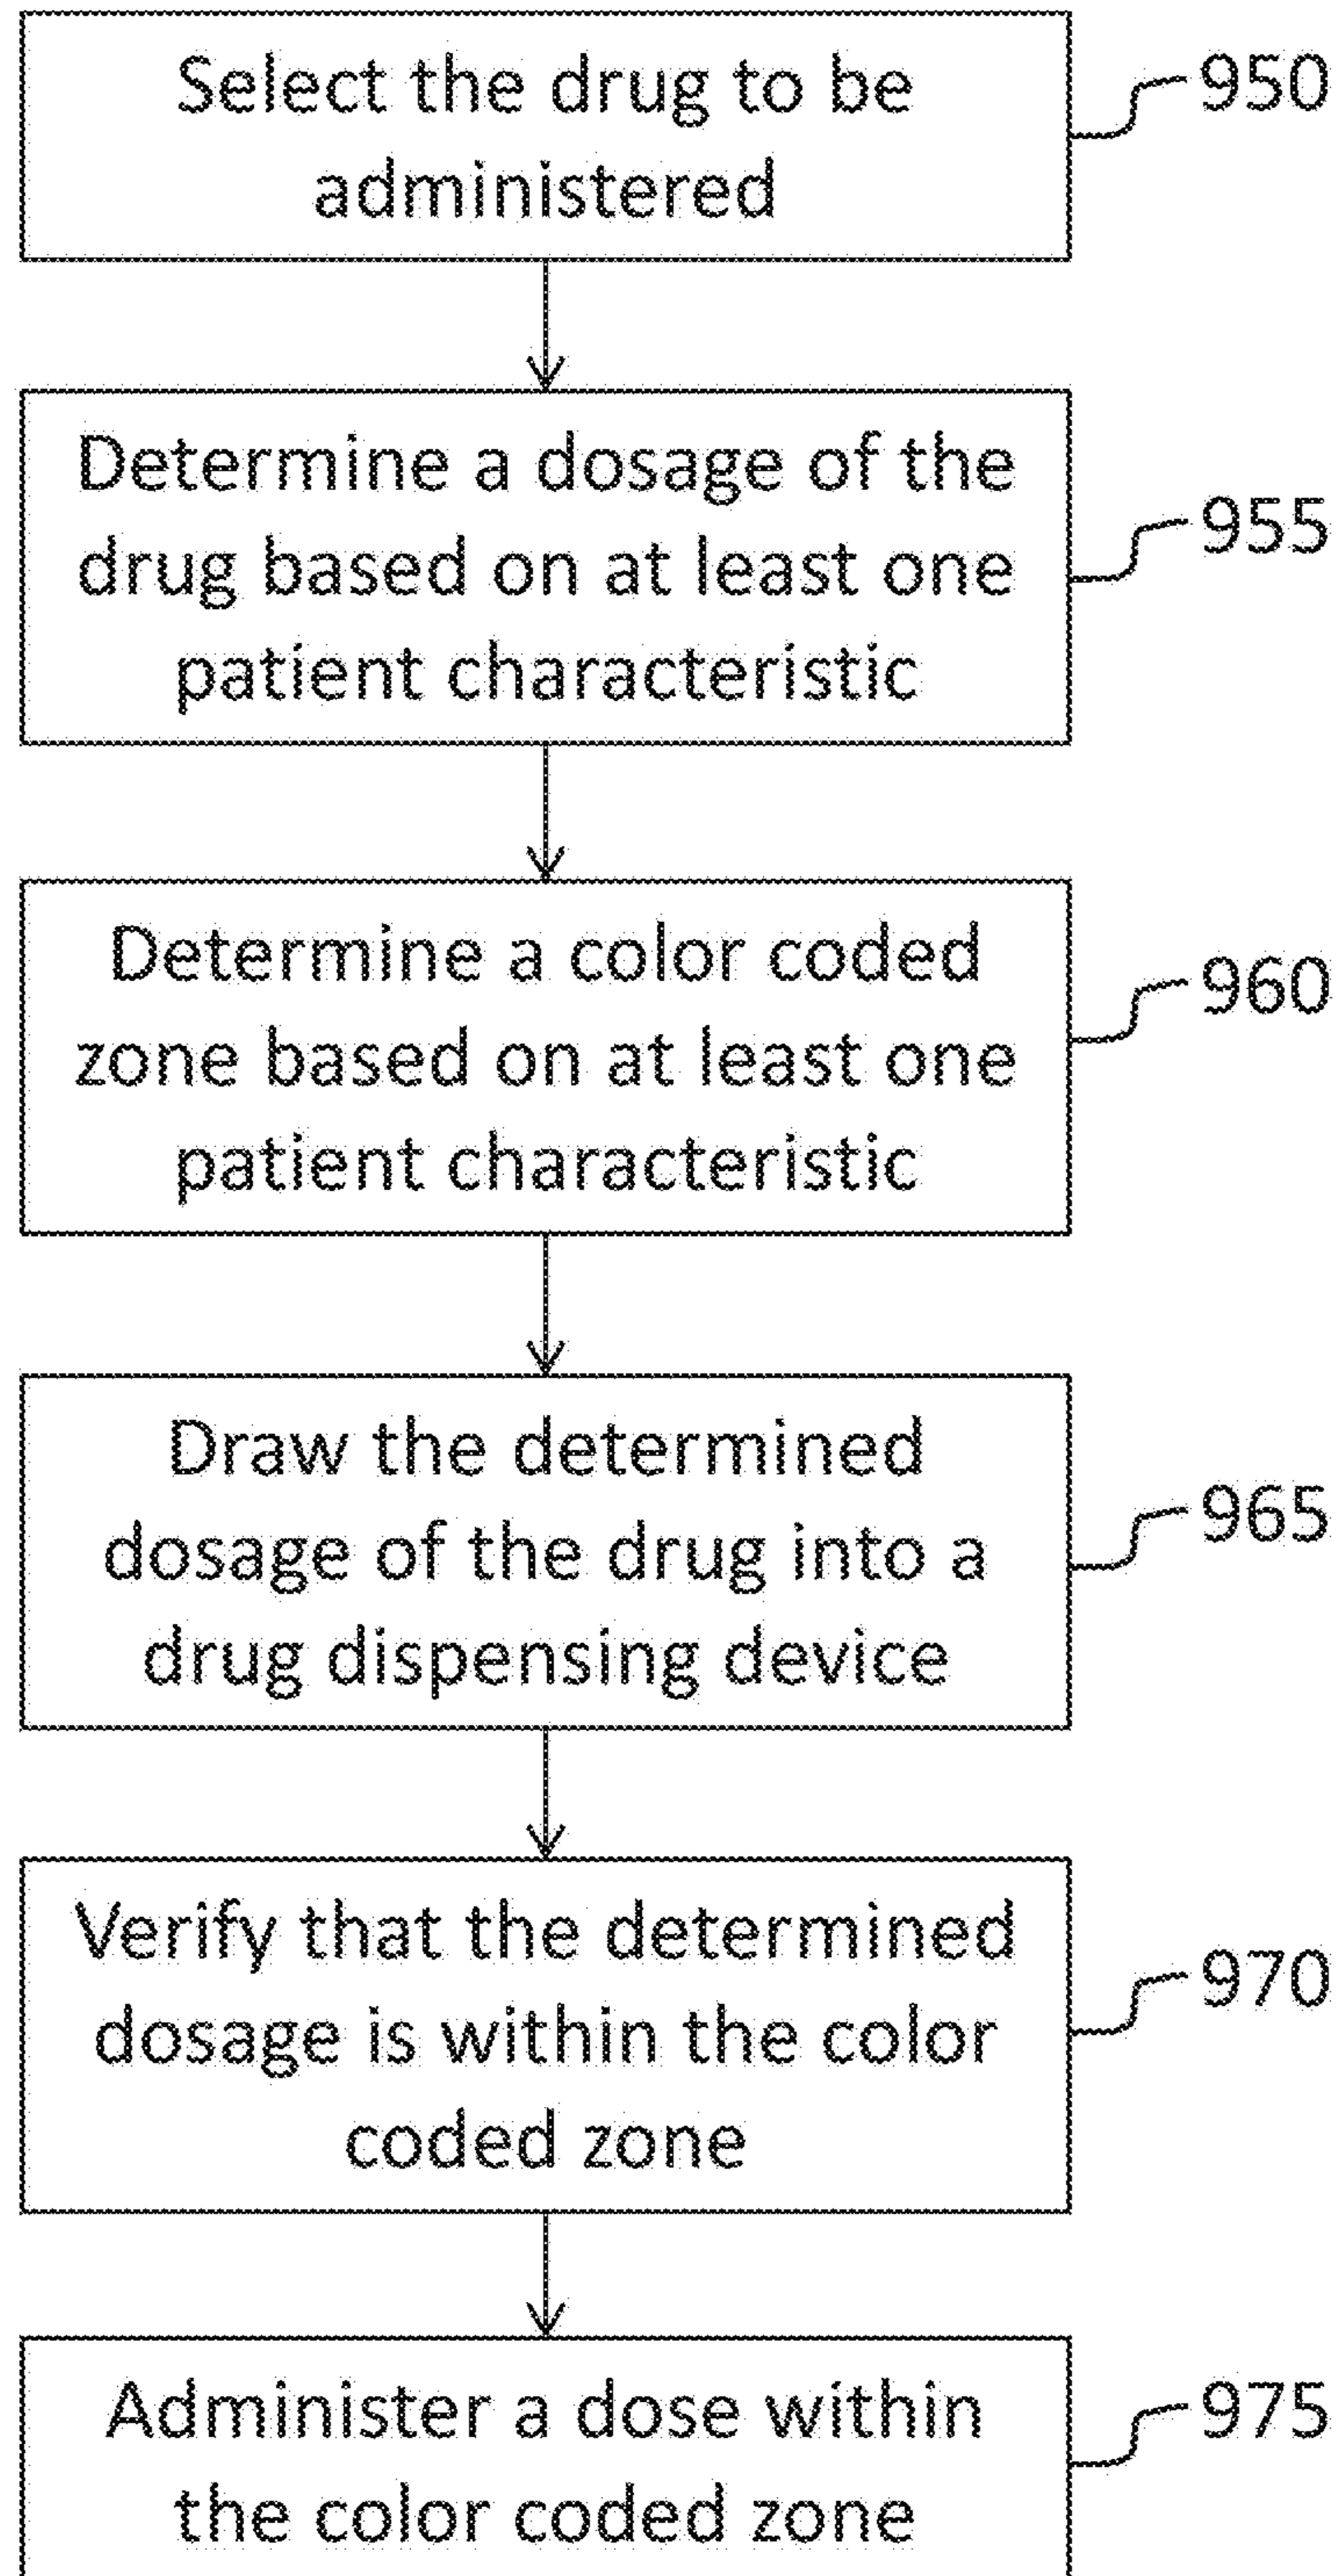 Select the drug to be
administered
950
Determine a dosage of the
drug based on at least one
patient characteristic
955
Determine a color coded
zone based on at least one
patient characteristic
960
Draw the determined
dosage of the drug into a
drug dispensing device
965
Verify that the determined
dosage is within the color
coded zone
970
Administer a dose within
the color coded zone
975